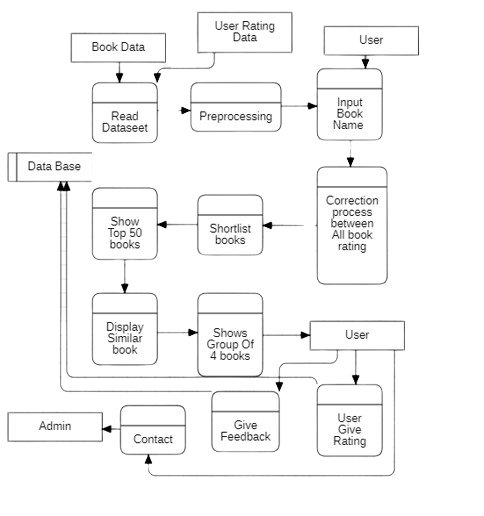 User Rating
Data
Book Data
User
Read
Dataseet
Preprocessing
Input
Book
Name
Data Base
Correction
process
between
All book
rating
Show
Top 50
books
Shortlist
books
Display
Similar
book
Shows
Group Of
4 books
User
Give
Feedback
User
Give
Rating
Admin
Contact